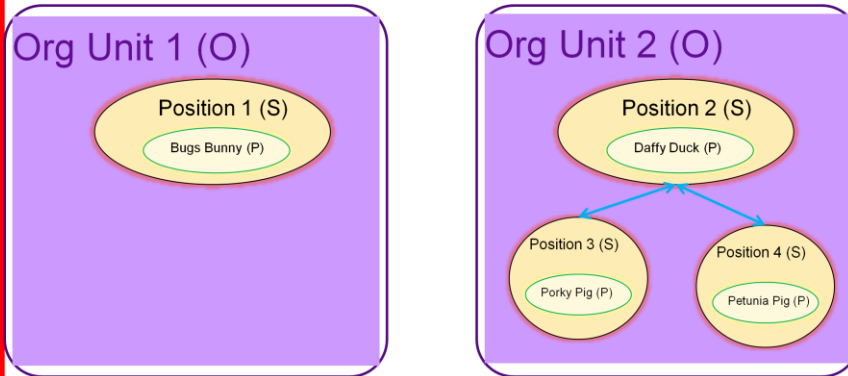 Org Unit 1 (O)
Position 1 (S)
Bugs Bunny (P)
Org Unit 2 (O)
Position 2 (S)
Daffy Duck (P)
Position 3 (S)
Porky Pig (P)
Position 4 (S)
Petunia Pig (P)